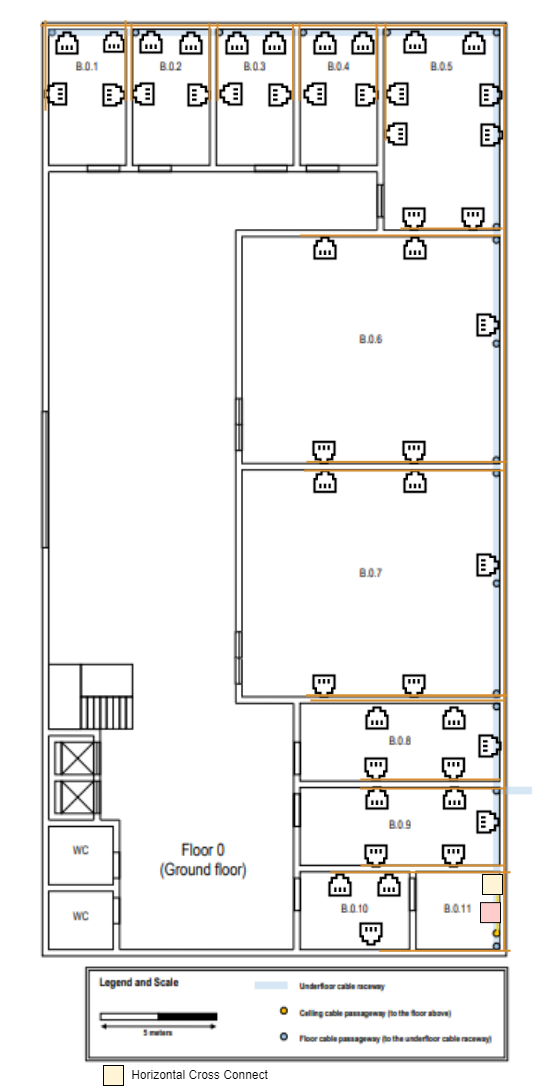 B.0.1
B.0.2
B.0.3
B.0.4
B.0.5
B.0.6
B.0.7
B.0.8
B.0.9
WC
Floor 0
(Ground floor)
B.0.10
B.0.11
WC
Legend and Scale
5 meters
Underfloor cable raceway
Celling cable passageway (to the floor above)
Floor cable passageway (to the underfloor cable raceway)
Horizontal Cross Connect